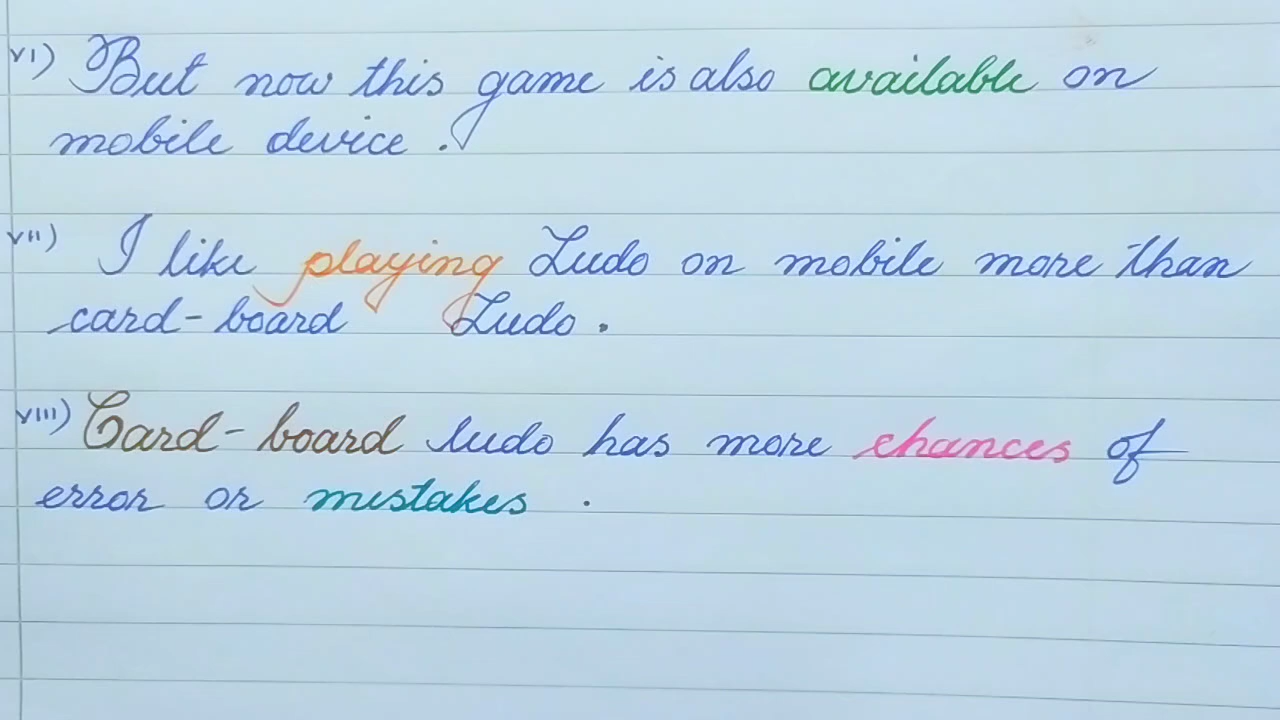 vi) But now this game is also available on
mobile device .
vii) I like playing Ludo on mobile more than
card-board Ludo .
viii) Card-board ludo has more chances of
error or mistakes .